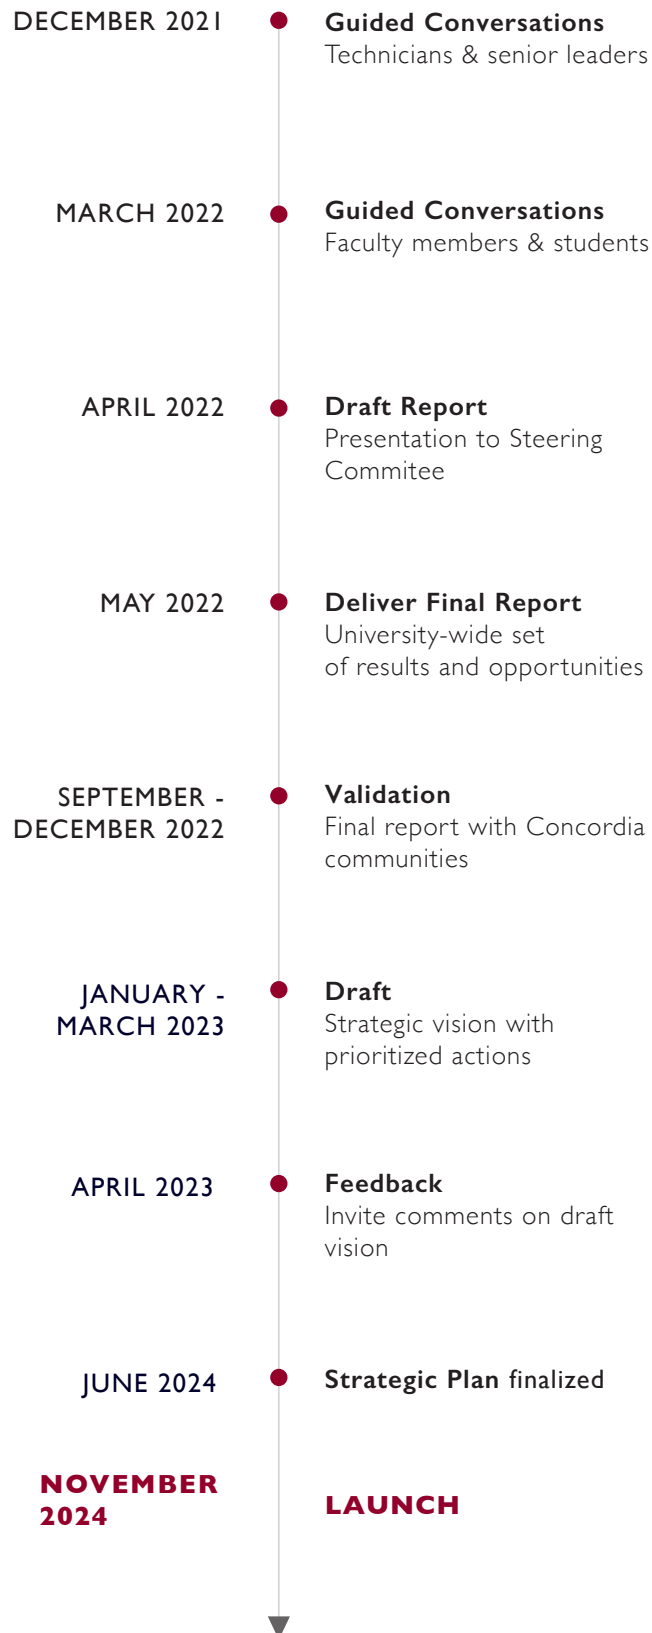 DECEMBER 2021
Guided Conversations
Technicians & senior leaders
MARCH 2022
Guided Conversations
Faculty members & students
APRIL 2022
Draft Report
Presentation to Steering
Commitee
MAY 2022
Deliver Final Report
University-wide set
of results and opportunities
SEPTEMBER -
DECEMBER 2022
Validation
Final report with Concordia
communities
JANUARY -
MARCH 2023
Draft
Strategic vision with
prioritized actions
APRIL 2023
Feedback
Invite comments on draft
vision
JUNE 2024
Strategic Plan finalized
NOVEMBER
2024
LAUNCH